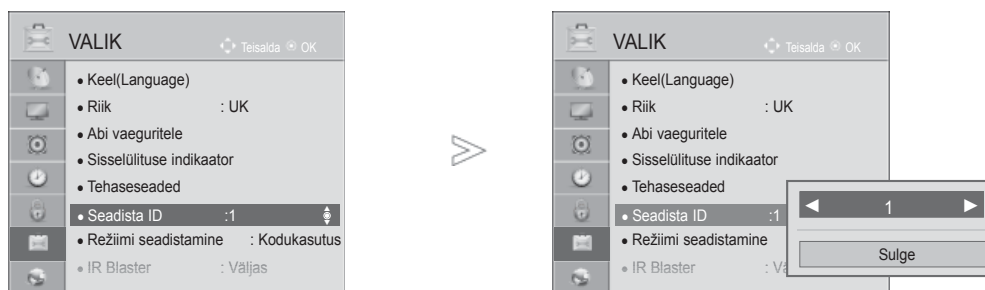 VALIK
Teisalda OK
• Keel(Language)
• Riik : UK
• Abi vaeguritele
• Sisselülituse indikaator
• Tehaseseaded
• Seadista ID :1
• Režiimi seadistamine : Kodukasutus
• IR Blaster : Väljas
VALIK
Teisalda OK
• Keel(Language)
• Riik : UK
• Abi vaeguritele
• Sisselülituse indikaator
• Tehaseseaded
• Seadista ID :1
• Režiimi seadistamine
• IR Blaster
◄ 1 ►
Sulge